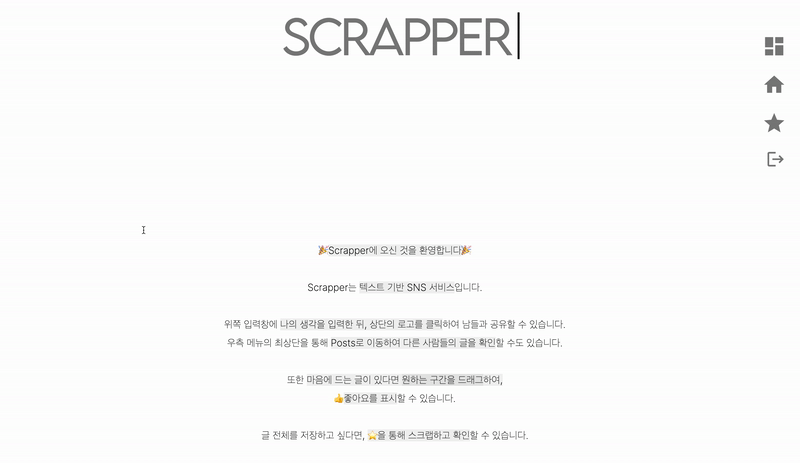 SCRAPPER
🎉Scrapper에 오신 것을 환영합니다🎉
Scrapper는 텍스트 기반 SNS 서비스입니다.
위쪽 입력창에 나의 생각을 입력한 뒤, 상단의 로고를 클릭하여 남들과 공유할 수 있습니다.
우측 메뉴의 최상단을 통해 Posts로 이동하여 다른 사람들의 글을 확인할 수도 있습니다.
또한 마음에 드는 글이 있다면 원하는 구간을 드래그하여,
👍좋아요를 표시할 수 있습니다.
글 전체를 저장하고 싶다면, ⭐을 통해 스크랩하고 확인할 수 있습니다.